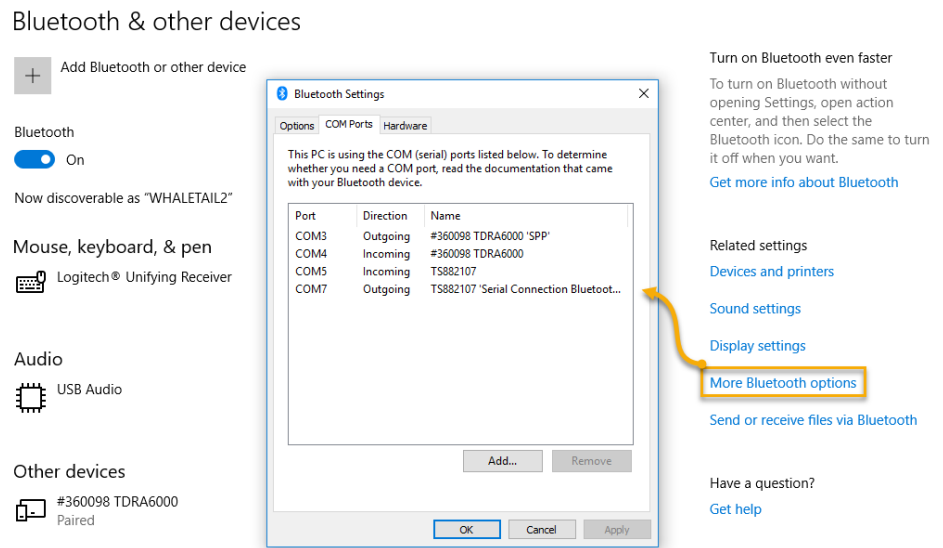 Bluetooth & other devices
Add Bluetooth or other device
Bluetooth
On
Now discoverable as “WHALETAIL2”
Mouse, keyboard, & pen
Logitech® Unifying Receiver
Audio
USB Audio
Other devices
#360098 TDRA6000
Paired
Bluetooth Settings
Options COM Ports Hardware
This PC is using the COM (serial) ports listed below. To determine
whether you need a COM port, read the documentation that came
with your Bluetooth device.
Port Direction Name
COM3 Outgoing #360098 TDRA6000 'SPP'
COM4 Incoming #360098 TDRA6000
COM5 Incoming TS882107
COM7 Outgoing TS882107 'Serial Connection Bluetoot...
Add... Remove
OK Cancel Apply
Turn on Bluetooth even faster
To turn on Bluetooth without
opening Settings, open action
center, and then select the
Bluetooth icon. Do the same to turn
it off when you want.
Get more info about Bluetooth
Related settings
Devices and printers
Sound settings
Display settings
More Bluetooth options
Send or receive files via Bluetooth
Have a question?
Get help